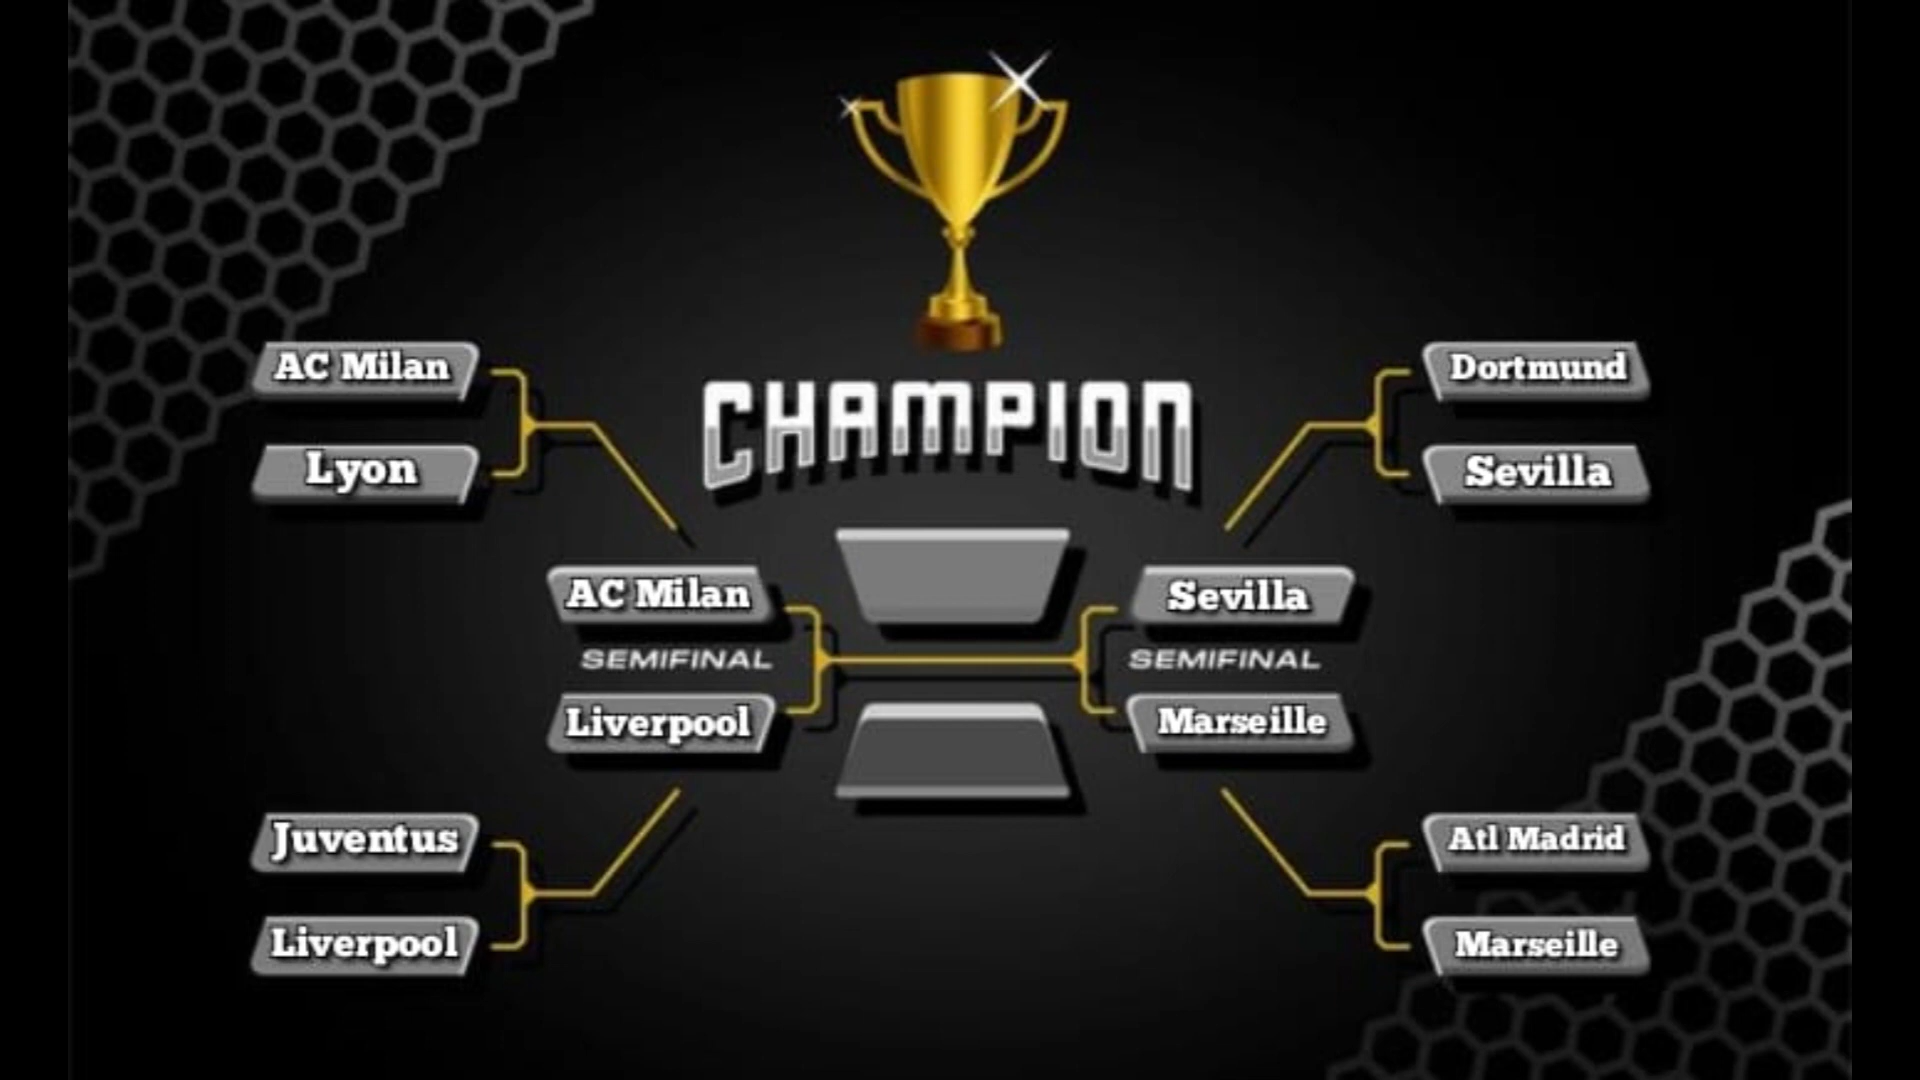 CHAMPION
AC Milan
Lyon
Dortmund
Sevilla
AC Milan
SEMIFINAL
Liverpool
Sevilla
SEMIFINAL
Marseille
Juventus
Liverpool
Atl Madrid
Marseille